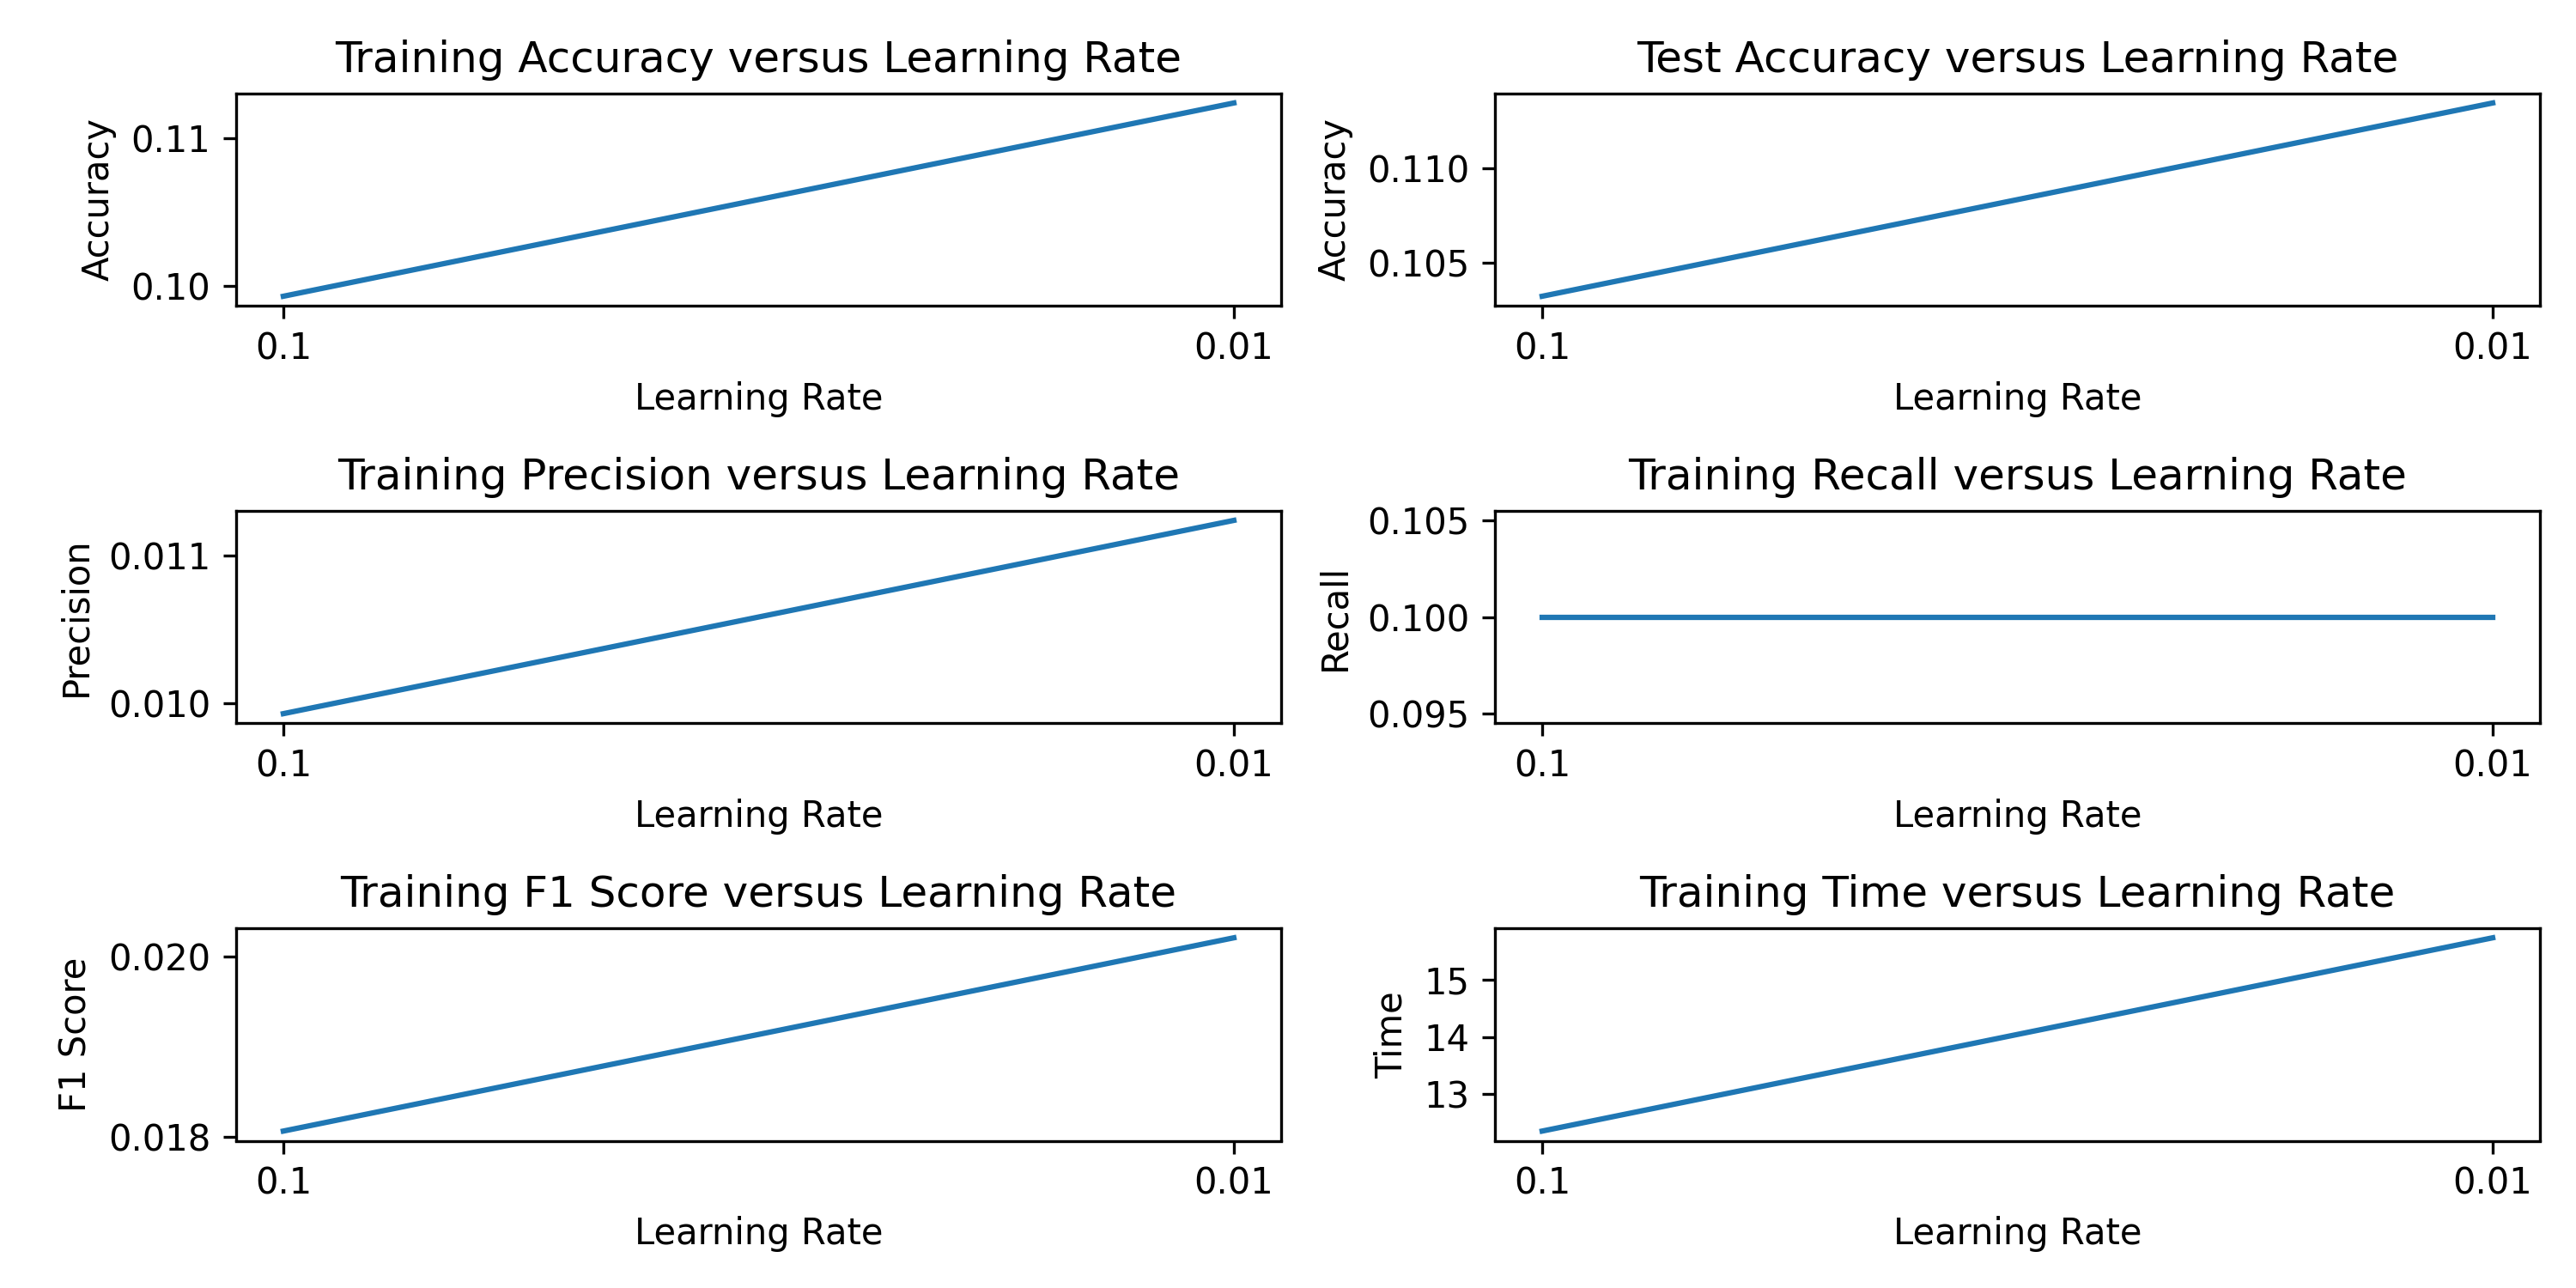 Training Accuracy versus Learning Rate
Accuracy
0.11
0.10
0.1
0.01
Learning Rate
Test Accuracy versus Learning Rate
Accuracy
0.110
0.105
0.1
0.01
Learning Rate
Training Precision versus Learning Rate
Precision
0.011
0.010
0.1
0.01
Learning Rate
Training Recall versus Learning Rate
Recall
0.105
0.100
0.095
0.1
0.01
Learning Rate
Training F1 Score versus Learning Rate
F1 Score
0.020
0.018
0.1
0.01
Learning Rate
Training Time versus Learning Rate
Time
15
14
13
0.1
0.01
Learning Rate